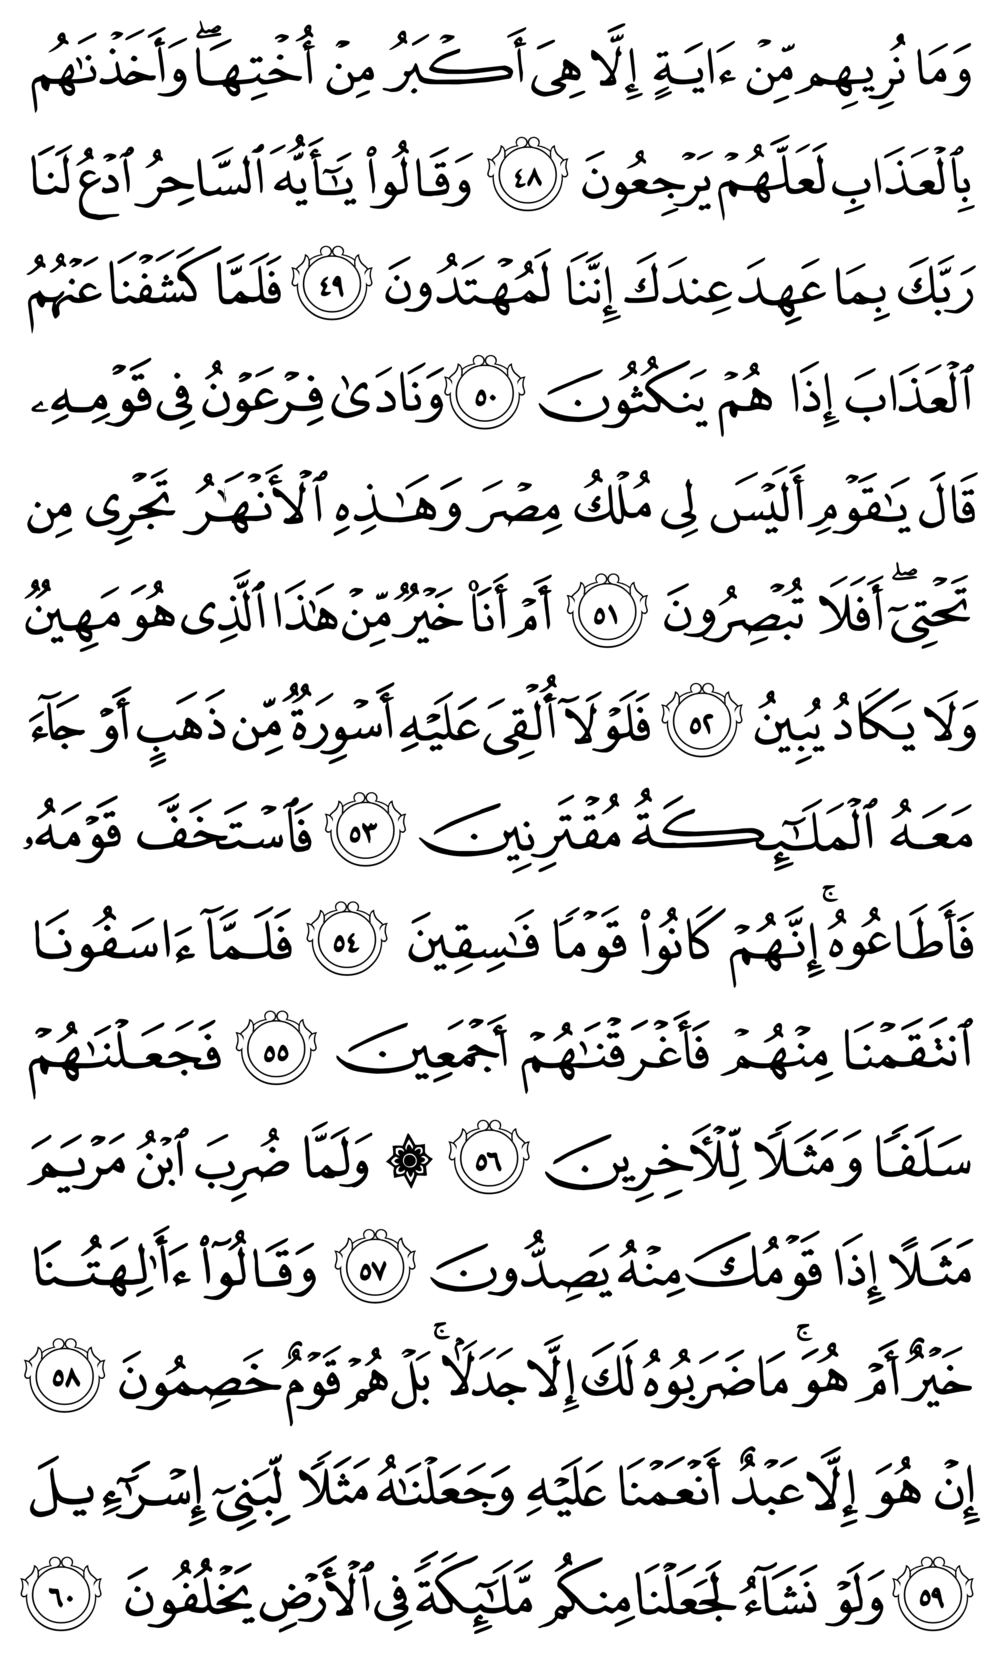 وَمَا نُرِيهِم مِّنۡ ءَايَةٍ إِلَّا هِيَ أَكۡبَرُ مِنۡ أُخۡتِهَاۖ وَأَخَذۡنَٰهُم
بِٱلۡعَذَابِ لَعَلَّهُمۡ يَرۡجِعُونَ ٤٨ وَقَالُواْ يَٰٓأَيُّهَ ٱلسَّاحِرُ ٱدۡعُ لَنَا
رَبَّكَ بِمَا عَهِدَ عِندَكَ إِنَّنَا لَمُهۡتَدُونَ ٤٩ فَلَمَّا كَشَفۡنَا عَنۡهُمُ
ٱلۡعَذَابَ إِذَا هُمۡ يَنكُثُونَ ٥٠ وَنَادَىٰ فِرۡعَوۡنُ فِي قَوۡمِهِۦ
قَالَ يَٰقَوۡمِ أَلَيۡسَ لِي مُلۡكُ مِصۡرَ وَهَٰذِهِ ٱلۡأَنۡهَٰرُ تَجۡرِي مِن
تَحۡتِيٓۖ أَفَلَا تُبۡصِرُونَ ٥١ أَمۡ أَنَا۠ خَيۡرٞ مِّنۡ هَٰذَا ٱلَّذِي هُوَ مَهِينٞ
وَلَا يَكَادُ يُبِينُ ٥٢ فَلَوۡلَآ أُلۡقِيَ عَلَيۡهِ أَسۡوِرَةٞ مِّن ذَهَبٍ أَوۡ جَآءَ
مَعَهُ ٱلۡمَلَٰٓئِكَةُ مُقۡتَرِنِينَ ٥٣ فَٱسۡتَخَفَّ قَوۡمَهُۥ
فَأَطَاعُوهُۚ إِنَّهُمۡ كَانُواْ قَوۡمٗا فَٰسِقِينَ ٥٤ فَلَمَّآ ءَاسَفُونَا
ٱنتَقَمۡنَا مِنۡهُمۡ فَأَغۡرَقۡنَٰهُمۡ أَجۡمَعِينَ ٥٥ فَجَعَلۡنَٰهُمۡ
سَلَفٗا وَمَثَلٗا لِّلۡأٓخِرِينَ ٥٦ ۞ وَلَمَّا ضُرِبَ ٱبۡنُ مَرۡيَمَ
مَثَلًا إِذَا قَوۡمُكَ مِنۡهُ يَصِدُّونَ ٥٧ وَقَالُوٓاْ ءَأَٰلِهَتُنَا
خَيۡرٌ أَمۡ هُوَۚ مَا ضَرَبُوهُ لَكَ إِلَّا جَدَلَۢاۚ بَلۡ هُمۡ قَوۡمٌ خَصِمُونَ ٥٨
إِنۡ هُوَ إِلَّا عَبۡدٌ أَنۡعَمۡنَا عَلَيۡهِ وَجَعَلۡنَٰهُ مَثَلٗا لِّبَنِيٓ إِسۡرَٰٓءِيلَ
٥٩ وَلَوۡ نَشَآءُ لَجَعَلۡنَا مِنكُم مَّلَٰٓئِكَةٗ فِي ٱلۡأَرۡضِ يَخۡلُفُونَ ٦٠